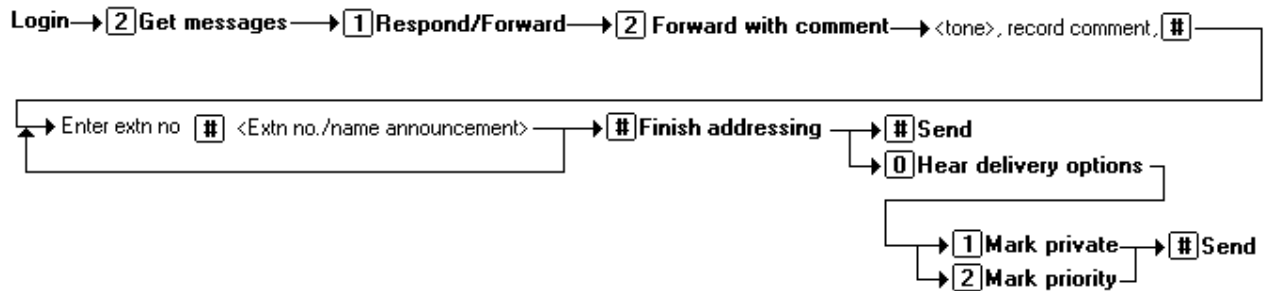 Login 2 Get messages 1 Respond/Forward 2 Forward with comment <tone>, record comment, #
Enter extn no # <Extn no./name announcement> # Finish addressing # Send
0 Hear delivery options
1 Mark private # Send
2 Mark priority